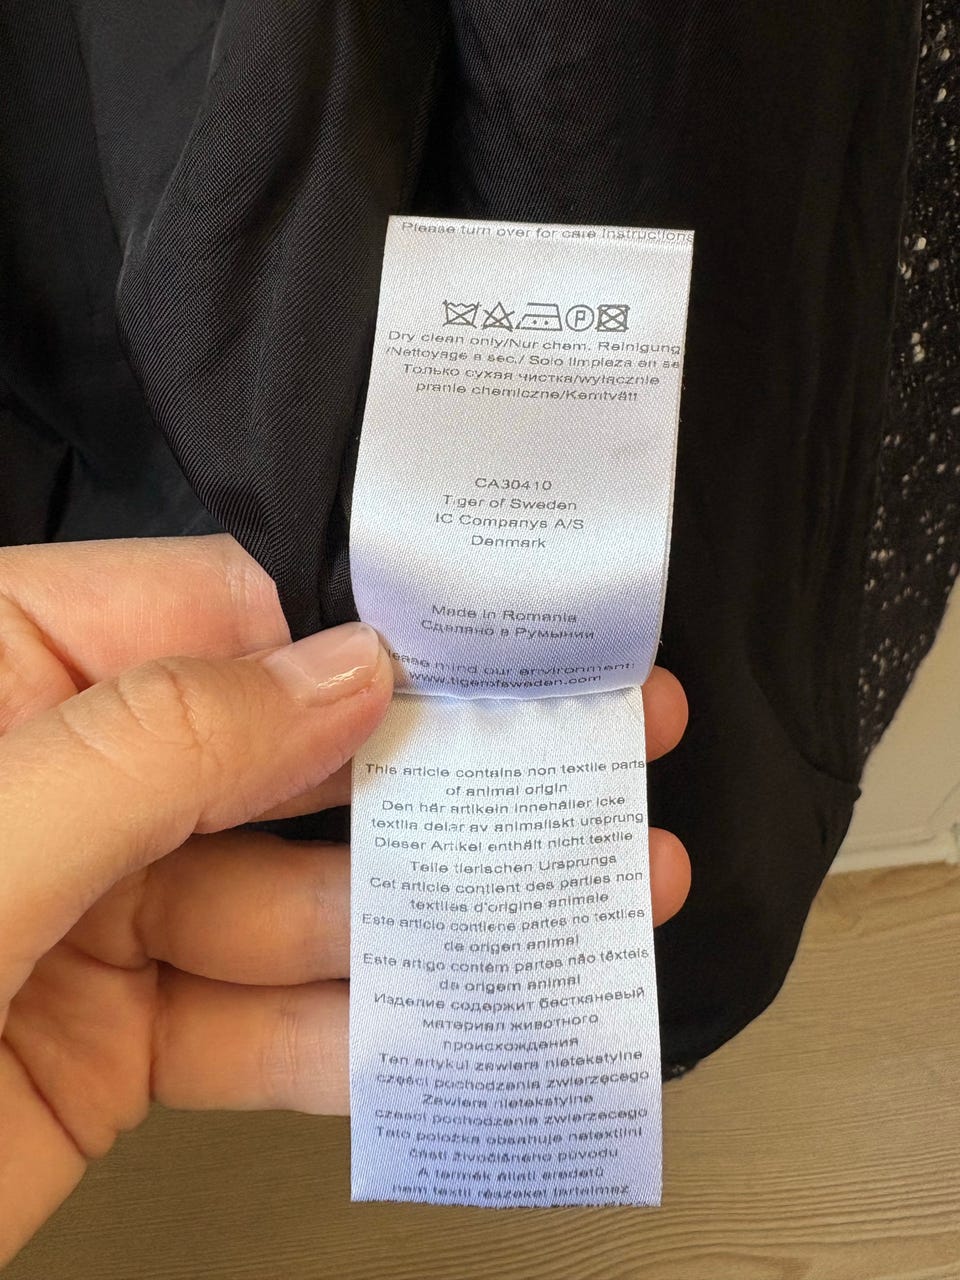 Please turn over for care instructions
P
Dry clean only/Nur chem. Reinigung
/Nettoyage a sec./ Solo limpieza en se
Только сухая чистка/wyłącznie
pranie chemiczne/Kemtvätt
CA30410
Tiger of Sweden
IC Companys A/S
Denmark
Made in Romania
Сделано в Румынии
lease mind our environment!
www.tigerofsweden.com
This article contains non textile parts
of animal origin
Den här artikeln innehåller icke
textila delar av animaliskt ursprung
Dieser Artikel enthält nicht textile
Teile tierischen Ursprungs
Cet article contient des parties non
textiles d'origine animale
Este articio contiene partes no textiles
de origen animal
Este artigo contém partes não têxteis
de origem animal
Изделие содержит бестканевый
материал животного
происхождения
Ten artykuł zawiera nietekstylne
części pochodzenia zwierzęcego
Zawiera nietekstylne
czesci pochodzenia zwierzecego
Tato položka obsahuje netextilní
části živočišného původu
A termék állati eredetű
nem textil részeket tartalmaz